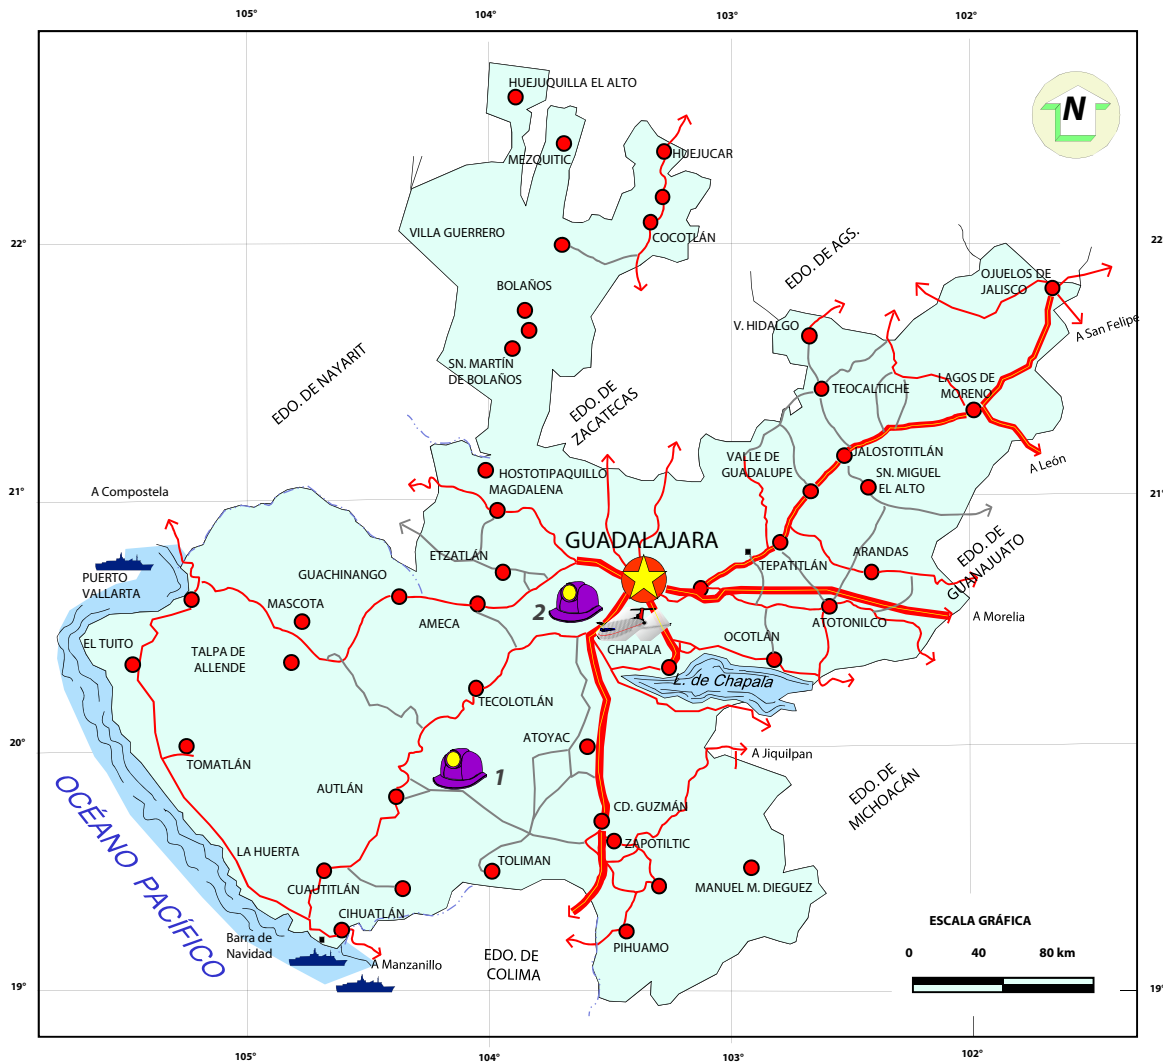 105°
104°
103°
102°
HUEJUQUILLA EL ALTO
N
MEZQUITIC
HUEJUCAR
VILLA GUERRERO
COCOTLÁN
22°
22
EDO. DE AGS.
OJUELOS DE
JALISCO
BOLAÑOS
V. HIDALGO
A San Felipe
EDO. DE NAYARIT
SN. MARTÍN
DE BOLAÑOS
EDO. DE
ZACATECAS
TEOCALTICHE
LAGOS DE
MORENO
VALLE DE
GUADALUPE
JALOSTOTITLÁN
SN. MIGUEL
EL ALTO
A León
HOSTOTIPAQUILLO
MAGDALENA
A Compostela
21°
21°
GUADALAJARA
ETZATLÁN
TEPATITLÁN
ARANDAS
EDO. DE
GUANAJUATO
PUERTO
VALLARTA
GUACHINANGO
MASCOTA
AMECA
2
ATOTONILCO
A Morelia
EL TUITO
TALPA DE
ALLENDE
CHAPALA
OCOTLÁN
L. de Chapala
TECOLOTLÁN
20°
20°
ATOYAC
A Jiquilpan
TOMATLÁN
1
EDO. DE
MICHOACÁN
AUTLÁN
CD. GUZMÁN
OCÉANO PACÍFICO
LA HUERTA
ZAPOTILTIC
TOLIMAN
CUAUTITLÁN
MANUEL M. DIEGUEZ
CIHUATLÁN
ESCALA GRÁFICA
Barra de
Navidad
A Manzanillo
EDO. DE
COLIMA
PIHUAMO
0 40 80 km
19°
19°
105°
104°
103°
102°